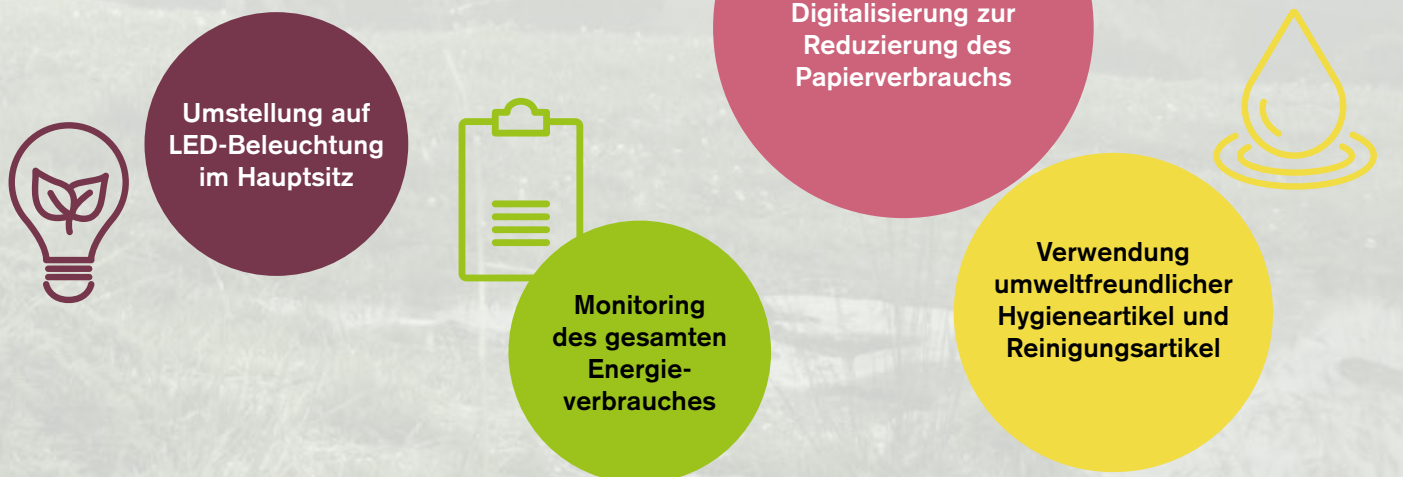 Digitalisierung zur
Reduzierung des
Papierverbrauchs
Umstellung auf
LED-Beleuchtung
im Hauptsitz
Monitoring
des gesamten
Energie-
verbrauches
Verwendung
umweltfreundlicher
Hygieneartikel und
Reinigungsartikel